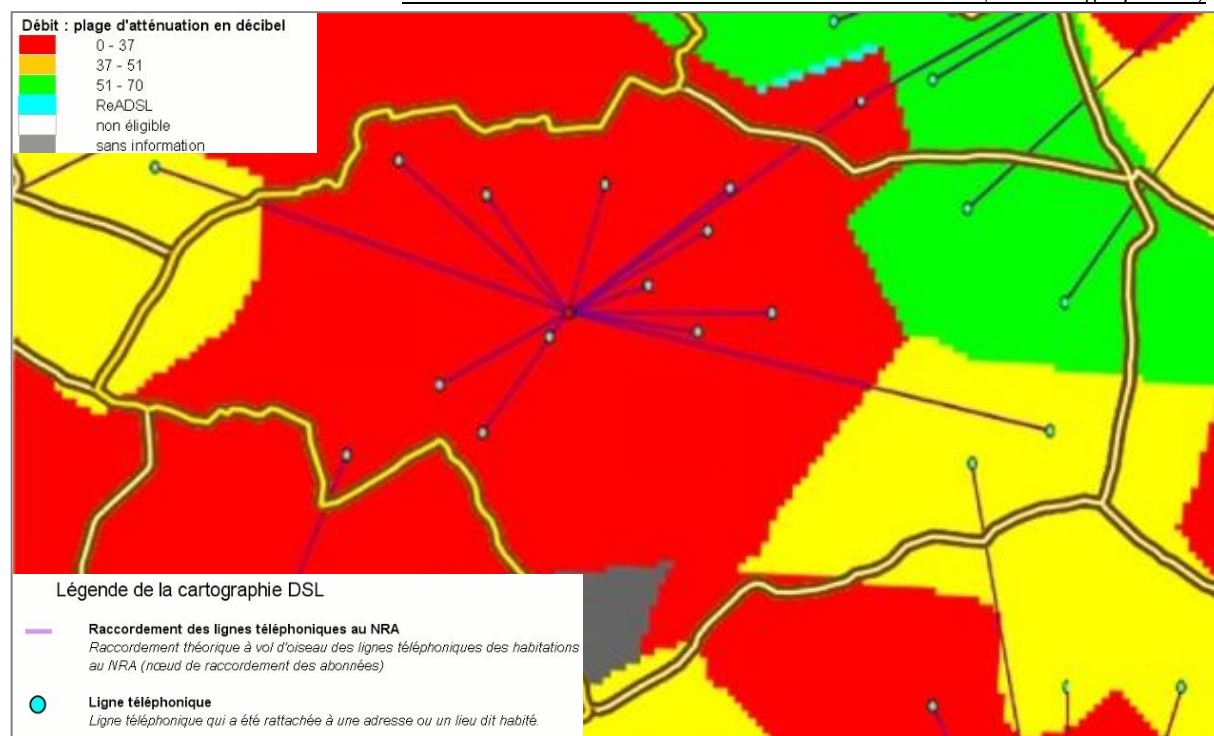 Débit : plage d'atténuation en décibel
0 - 37
37 - 51
51 - 70
ReADSL
non éligible
sans information
Légende de la cartographie DSL
Raccordement des lignes téléphoniques au NRA
Raccordement théorique à vol d'oiseau des lignes téléphoniques des habitations
au NRA (nœud de raccordement des abonnées)
Ligne téléphonique
Ligne téléphonique qui a été rattachée à une adresse ou un lieu dit habité.